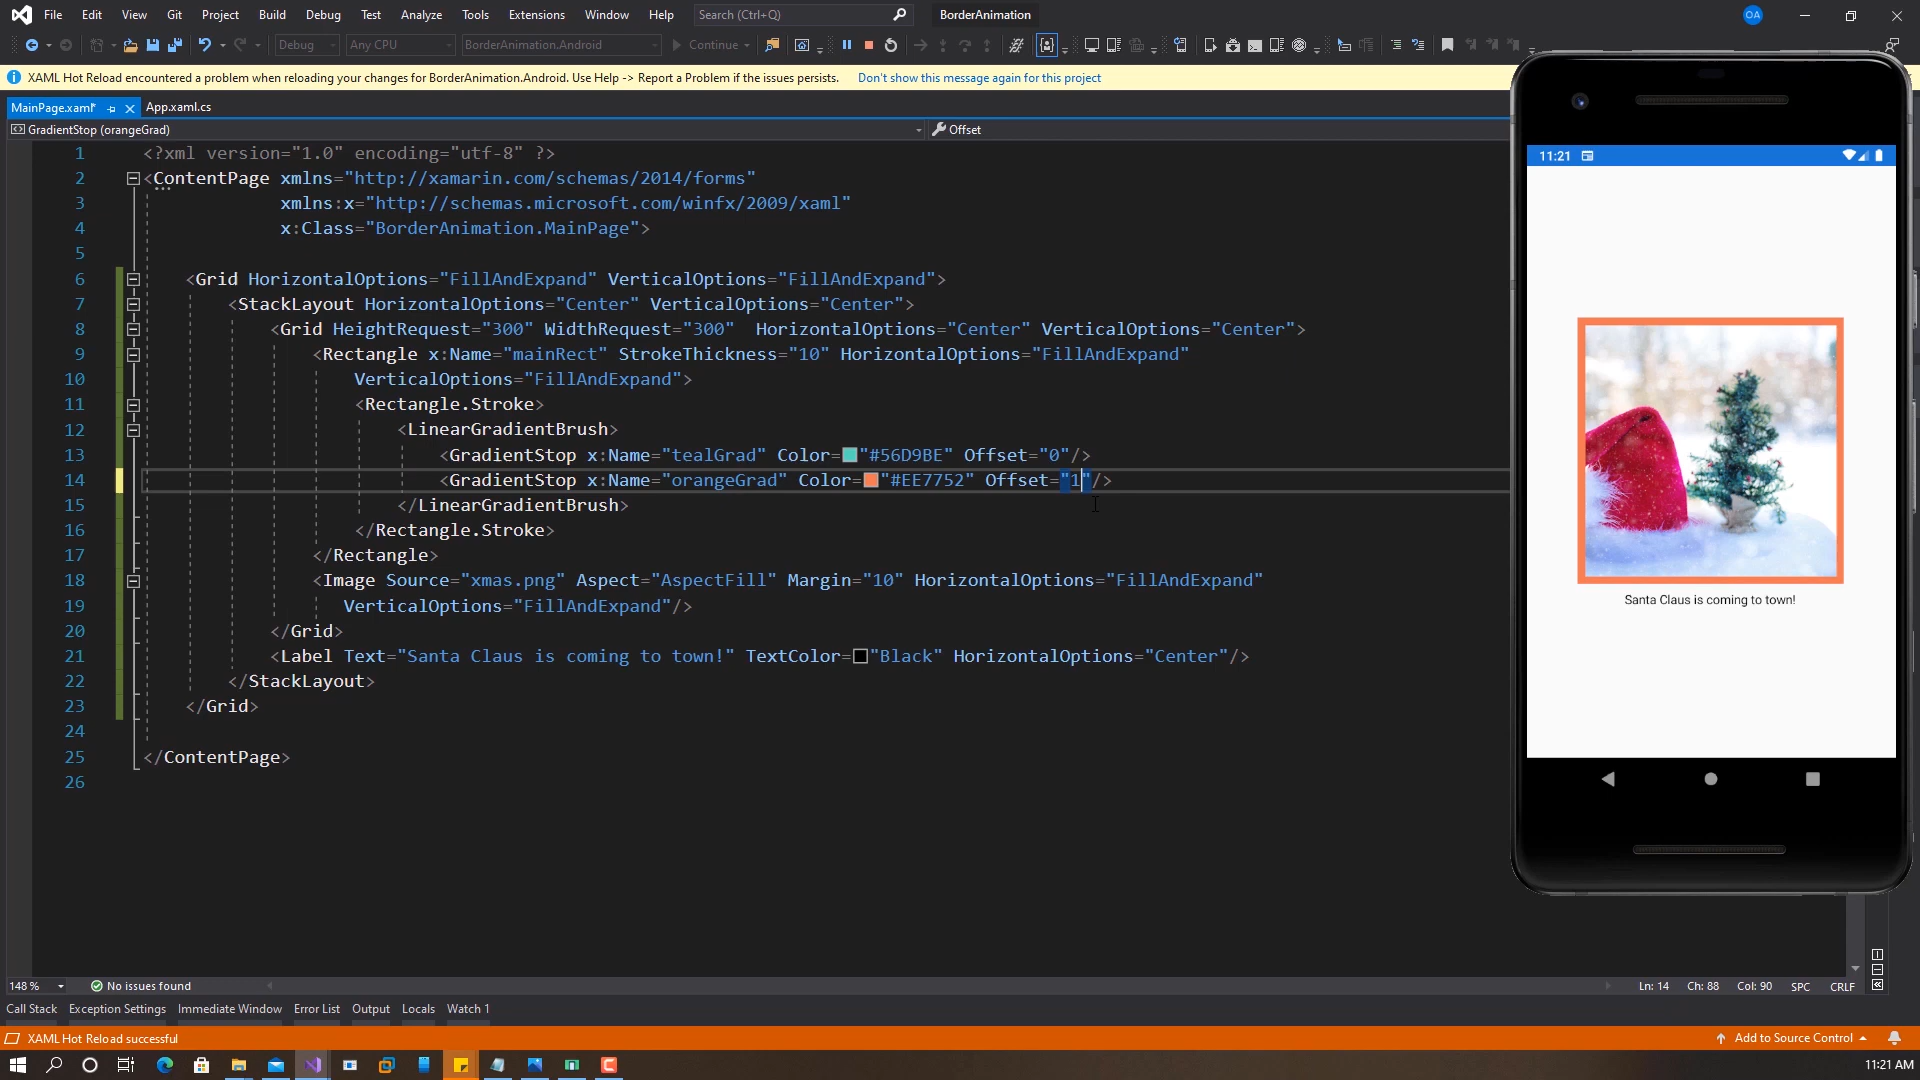 File Edit View Git Project Build Debug Test Analyze Tools Extensions Window Help Search (Ctrl+Q) BorderAnimation OA
Debug Any CPU BorderAnimation.Android Continue
XAML Hot Reload encountered a problem when reloading your changes for BorderAnimation.Android. Use Help -> Report a Problem if the issues persists. Don't show this message again for this project
MainPage.xaml* App.xaml.cs
GradientStop (orangeGrad) Offset
1 <?xml version="1.0" encoding="utf-8" ?>
2 <ContentPage xmlns="http://xamarin.com/schemas/2014/forms"
3 xmlns:x="http://schemas.microsoft.com/winfx/2009/xaml"
4 x:Class="BorderAnimation.MainPage">
5
6 <Grid HorizontalOptions="FillAndExpand" VerticalOptions="FillAndExpand">
7 <StackLayout HorizontalOptions="Center" VerticalOptions="Center">
8 <Grid HeightRequest="300" WidthRequest="300" HorizontalOptions="Center" VerticalOptions="Center">
9 <Rectangle x:Name="mainRect" StrokeThickness="10" HorizontalOptions="FillAndExpand"
10 VerticalOptions="FillAndExpand">
11 <Rectangle.Stroke>
12 <LinearGradientBrush>
13 <GradientStop x:Name="tealGrad" Color="#56D9BE" Offset="0"/>
14 <GradientStop x:Name="orangeGrad" Color="#EE7752" Offset="1"/>
15 </LinearGradientBrush>
16 </Rectangle.Stroke>
17 </Rectangle>
18 <Image Source="xmas.png" Aspect="AspectFill" Margin="10" HorizontalOptions="FillAndExpand"
19 VerticalOptions="FillAndExpand"/>
20 </Grid>
21 <Label Text="Santa Claus is coming to town!" TextColor="Black" HorizontalOptions="Center"/>
22 </StackLayout>
23 </Grid>
24
25 </ContentPage>
26
11:21
Santa Claus is coming to town!
148 % No issues found Ln: 14 Ch: 88 Col: 90 SPC CRLF
Call Stack Exception Settings Immediate Window Error List Output Locals Watch 1
XAML Hot Reload successful Add to Source Control
11:21 AM